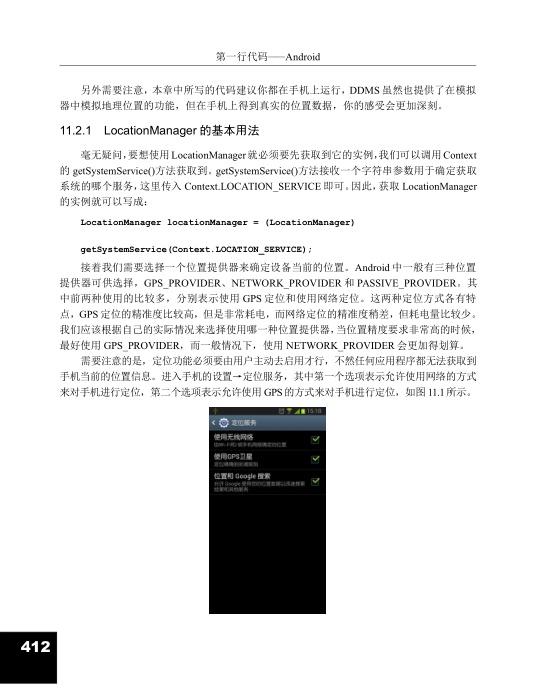 第一行代码——Android
另外需要注意，本章中所写的代码建议你都在手机上运行，DDMS 虽然也提供了在模拟
器中模拟地理位置的功能，但在手机上得到真实的位置数据，你的感受会更加深刻。
11.2.1 LocationManager 的基本用法
毫无疑问，要想使用 LocationManager 就必须要先获取到它的实例，我们可以调用 Context
的 getSystemService()方法获取到。getSystemService()方法接收一个字符串参数用于确定获取
系统的哪个服务，这里传入 Context.LOCATION_SERVICE 即可。因此，获取 LocationManager
的实例就可以写成：
LocationManager locationManager = (LocationManager)
getSystemService(Context.LOCATION_SERVICE);
接着我们需要选择一个位置提供器来确定设备当前的位置。Android 中一般有三种位置
提供器可供选择，GPS_PROVIDER、NETWORK_PROVIDER 和 PASSIVE_PROVIDER。其
中前两种使用的比较多，分别表示使用 GPS 定位和使用网络定位。这两种定位方式各有特
点，GPS 定位的精准度比较高，但是非常耗电，而网络定位的精准度稍差，但耗电量比较少。
我们应该根据自己的实际情况来选择使用哪一种位置提供器，当位置精度要求非常高的时候，
最好使用 GPS_PROVIDER，而一般情况下，使用 NETWORK_PROVIDER 会更加得划算。
需要注意的是，定位功能必须要由用户主动去启用才行，不然任何应用程序都无法获取到
手机当前的位置信息。进入手机的设置→定位服务，其中第一个选项表示允许使用网络的方式
来对手机进行定位，第二个选项表示允许使用 GPS 的方式来对手机进行定位，如图 11.1 所示。
15:18
定位服务
使用无线网络
使用GPS卫星
位置和 Google 搜索
412